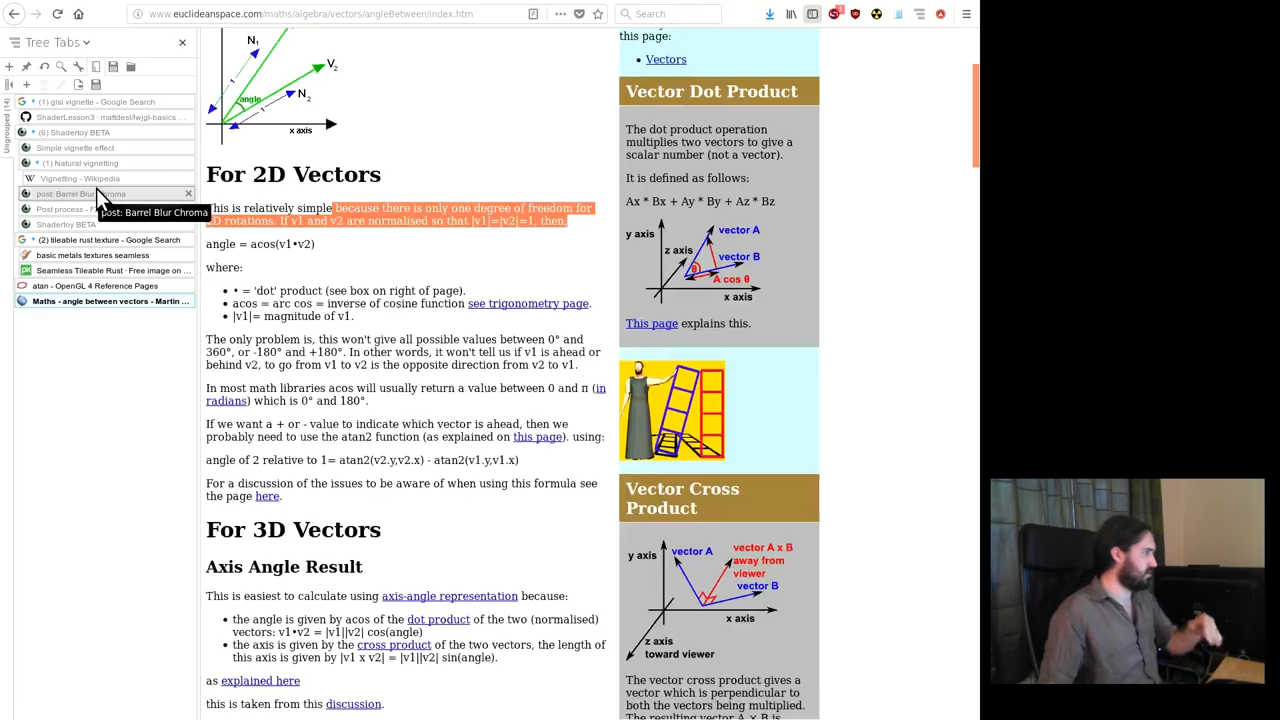 www.euclideanspace.com/maths/algebra/vectors/angleBetween/index.htm
Search
Tree Tabs
Ungrouped (14)
(1) glsl vignette - Google Search
ShaderLesson3 · mattdesl/lwjgl-basics ...
(6) Shadertoy BETA
Simple vignette effect
(1) Natural vignetting
Vignetting - Wikipedia
post: Barrel Blur Chroma
post: Barrel Blur Chroma
Post process - 
Shadertoy BETA
(2) tileable rust texture - Google Search
basic metals textures seamless
Seamless Tileable Rust · Free image on ...
atan - OpenGL 4 Reference Pages
Maths - angle between vectors - Martin ...
N1
V2
angle
N2
x axis
For 2D Vectors
This is relatively simple because there is only one degree of freedom for
2D rotations. If v1 and v2 are normalised so that |v1|=|v2|=1, then,
angle = acos(v1•v2)
where:
• • = 'dot' product (see box on right of page).
• acos = arc cos = inverse of cosine function see trigonometry page.
• |v1|= magnitude of v1.
The only problem is, this won't give all possible values between 0° and
360°, or -180° and +180°. In other words, it won't tell us if v1 is ahead or
behind v2, to go from v1 to v2 is the opposite direction from v2 to v1.
In most math libraries acos will usually return a value between 0 and π (in
radians) which is 0° and 180°.
If we want a + or - value to indicate which vector is ahead, then we
probably need to use the atan2 function (as explained on this page). using:
angle of 2 relative to 1= atan2(v2.y,v2.x) - atan2(v1.y,v1.x)
For a discussion of the issues to be aware of when using this formula see
the page here.
For 3D Vectors
Axis Angle Result
This is easiest to calculate using axis-angle representation because:
• the angle is given by acos of the dot product of the two (normalised)
vectors: v1•v2 = |v1||v2| cos(angle)
• the axis is given by the cross product of the two vectors, the length of
this axis is given by |v1 x v2| = |v1||v2| sin(angle).
as explained here
this is taken from this discussion.
this page:
• Vectors
Vector Dot Product
The dot product operation
multiplies two vectors to give a
scalar number (not a vector).
It is defined as follows:
Ax * Bx + Ay * By + Az * Bz
y axis
vector A
z axis
vector B
θ
A cos θ
x axis
This page explains this.
Vector Cross
Product
y axis
vector A
vector A x B
away from
viewer
vector B
x axis
z axis
toward viewer
The vector cross product gives a
vector which is perpendicular to
both the vectors being multiplied.
The resulting vector A × B is